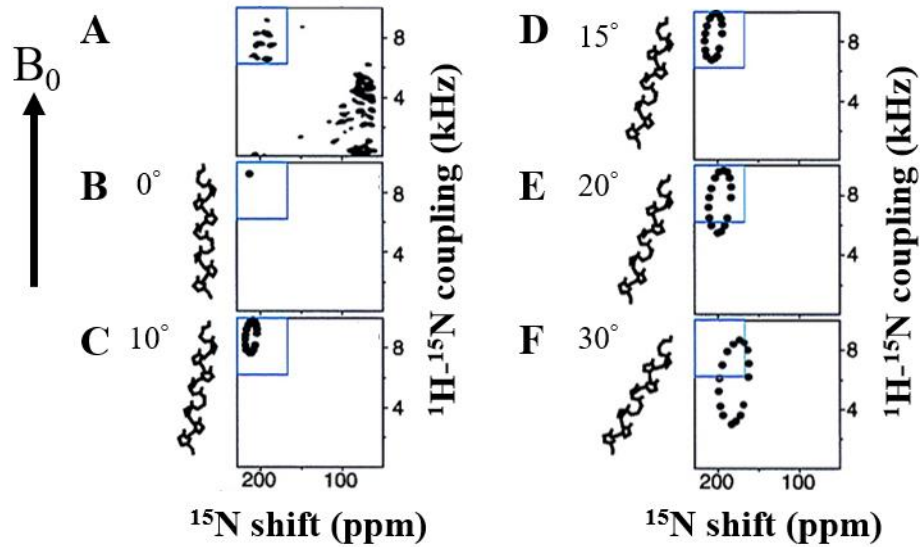 B₀
A
8
4
B 0°
8
4
C 10°
8
4
200 100
¹⁵N shift (ppm)
¹H-¹⁵N coupling (kHz)
D 15°
8
4
E 20°
8
4
F 30°
8
4
200 100
¹⁵N shift (ppm)
¹H-¹⁵N coupling (kHz)